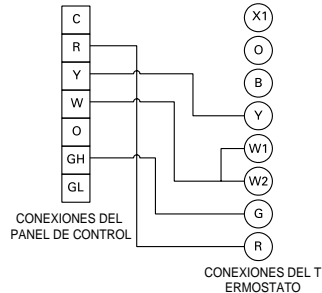 C
R
Y
W
O
GH
GL
CONEXIONES DEL
PANEL DE CONTROL
X1
O
B
Y
W1
W2
G
R
CONEXIONES DEL T
ERMOSTATO